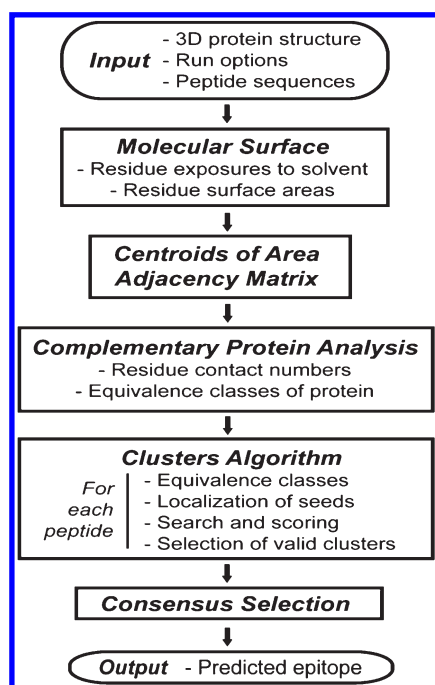 Input
- 3D protein structure
- Run options
- Peptide sequences
Molecular Surface
- Residue exposures to solvent
- Residue surface areas
Centroids of Area
Adjacency Matrix
Complementary Protein Analysis
- Residue contact numbers
- Equivalence classes of protein
Clusters Algorithm
For
each
peptide
- Equivalence classes
- Localization of seeds
- Search and scoring
- Selection of valid clusters
Consensus Selection
Output - Predicted epitope